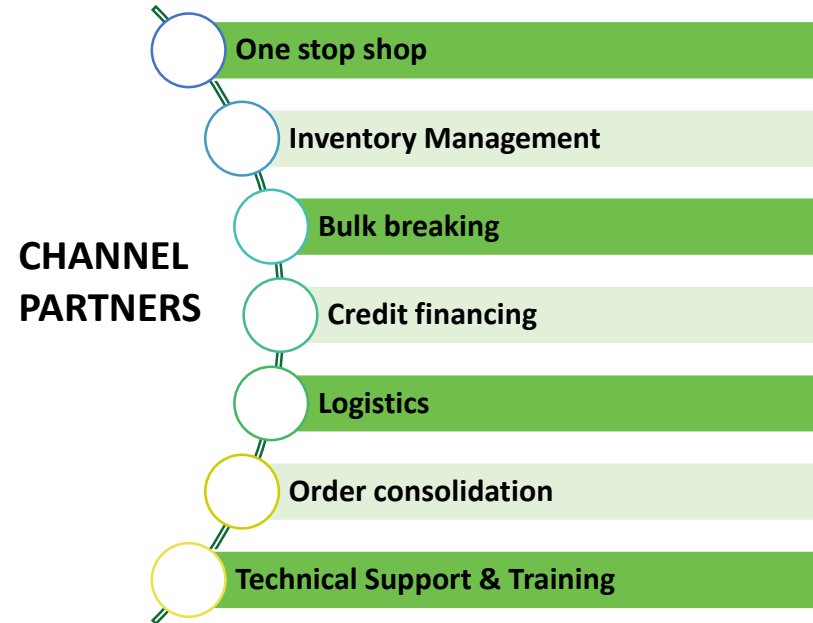 One stop shop
Inventory Management
Bulk breaking
CHANNEL
PARTNERS
Credit financing
Logistics
Order consolidation
Technical Support & Training